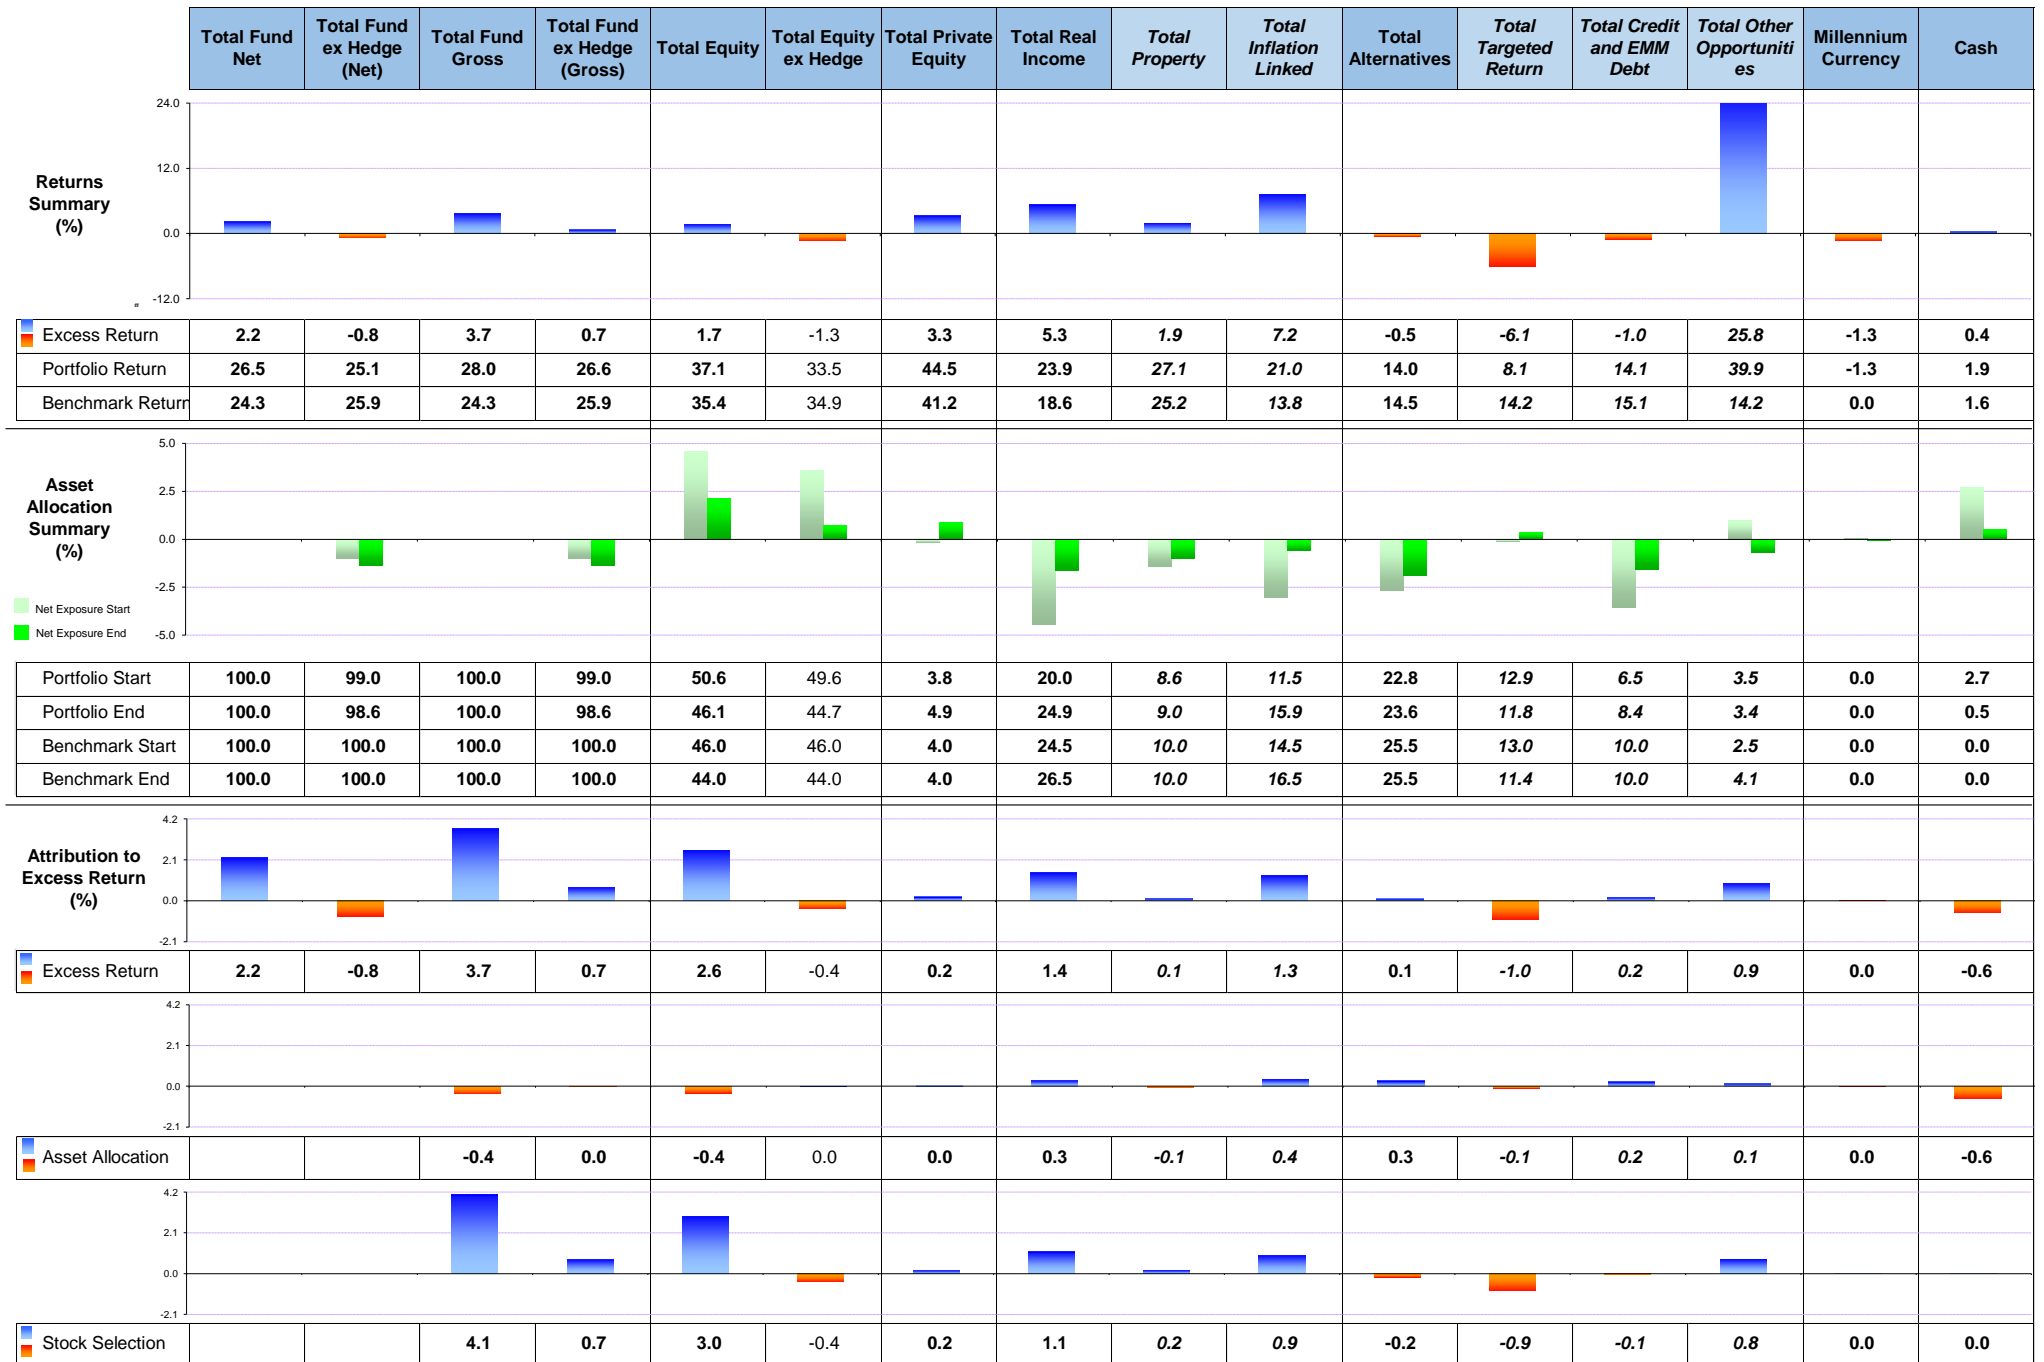 Total Fund Net	Total Fund ex Hedge (Net)	Total Fund Gross	Total Fund ex Hedge (Gross)	Total Equity	Total Equity ex Hedge	Total Private Equity	Total Real Income	Total Property	Total Inflation Linked	Total Alternatives	Total Targeted Return	Total Credit and EMM Debt	Total Other Opportuniti es	Millennium Currency	Cash
Returns
Summary
(%)
24.0
12.0
0.0
-12.0
Excess Return	2.2	-0.8	3.7	0.7	1.7	-1.3	3.3	5.3	1.9	7.2	-0.5	-6.1	-1.0	25.8	-1.3	0.4
Portfolio Return	26.5	25.1	28.0	26.6	37.1	33.5	44.5	23.9	27.1	21.0	14.0	8.1	14.1	39.9	-1.3	1.9
Benchmark Return	24.3	25.9	24.3	25.9	35.4	34.9	41.2	18.6	25.2	13.8	14.5	14.2	15.1	14.2	0.0	1.6
Asset
Allocation
Summary
(%)
5.0
2.5
0.0
-2.5
-5.0
Net Exposure Start
Net Exposure End
Portfolio Start	100.0	99.0	100.0	99.0	50.6	49.6	3.8	20.0	8.6	11.5	22.8	12.9	6.5	3.5	0.0	2.7
Portfolio End	100.0	98.6	100.0	98.6	46.1	44.7	4.9	24.9	9.0	15.9	23.6	11.8	8.4	3.4	0.0	0.5
Benchmark Start	100.0	100.0	100.0	100.0	46.0	46.0	4.0	24.5	10.0	14.5	25.5	13.0	10.0	2.5	0.0	0.0
Benchmark End	100.0	100.0	100.0	100.0	44.0	44.0	4.0	26.5	10.0	16.5	25.5	11.4	10.0	4.1	0.0	0.0
Attribution to
Excess Return
(%)
4.2
2.1
0.0
-2.1
Excess Return	2.2	-0.8	3.7	0.7	2.6	-0.4	0.2	1.4	0.1	1.3	0.1	-1.0	0.2	0.9	0.0	-0.6
4.2
2.1
0.0
-2.1
Asset Allocation	-0.4	0.0	-0.4	0.0	0.0	0.3	-0.1	0.4	0.3	-0.1	0.2	0.1	0.0	-0.6
4.2
2.1
0.0
-2.1
Stock Selection	4.1	0.7	3.0	-0.4	0.2	1.1	0.2	0.9	-0.2	-0.9	-0.1	0.8	0.0	0.0